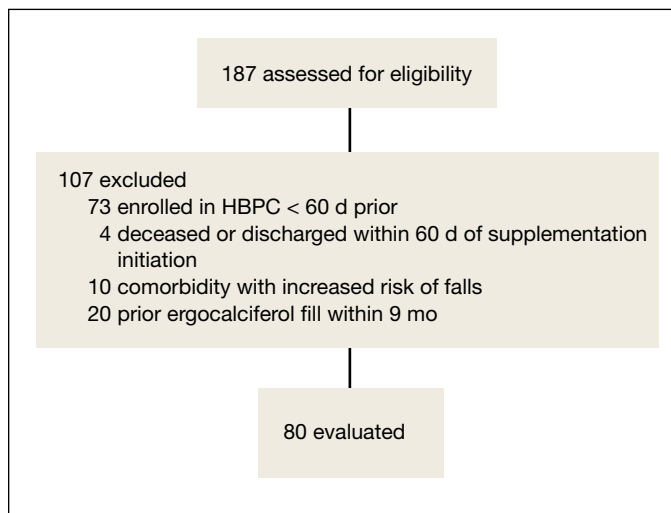 187 assessed for eligibility
107 excluded
73 enrolled in HBPC < 60 d prior
4 deceased or discharged within 60 d of supplementation
initiation
10 comorbidity with increased risk of falls
20 prior ergocalciferol fill within 9 mo
80 evaluated